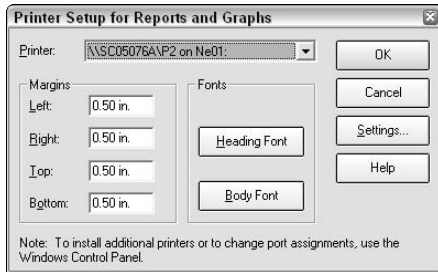 Printer Setup for Reports and Graphs
Printer: \\SC05076A\P2 on Ne01:
OK
Margins
Fonts
Cancel
Left: 0.50 in.
Right: 0.50 in.
Heading Font
Settings...
Top: 0.50 in.
Help
Bottom: 0.50 in.
Body Font
Note: To install additional printers or to change port assignments, use the
Windows Control Panel.